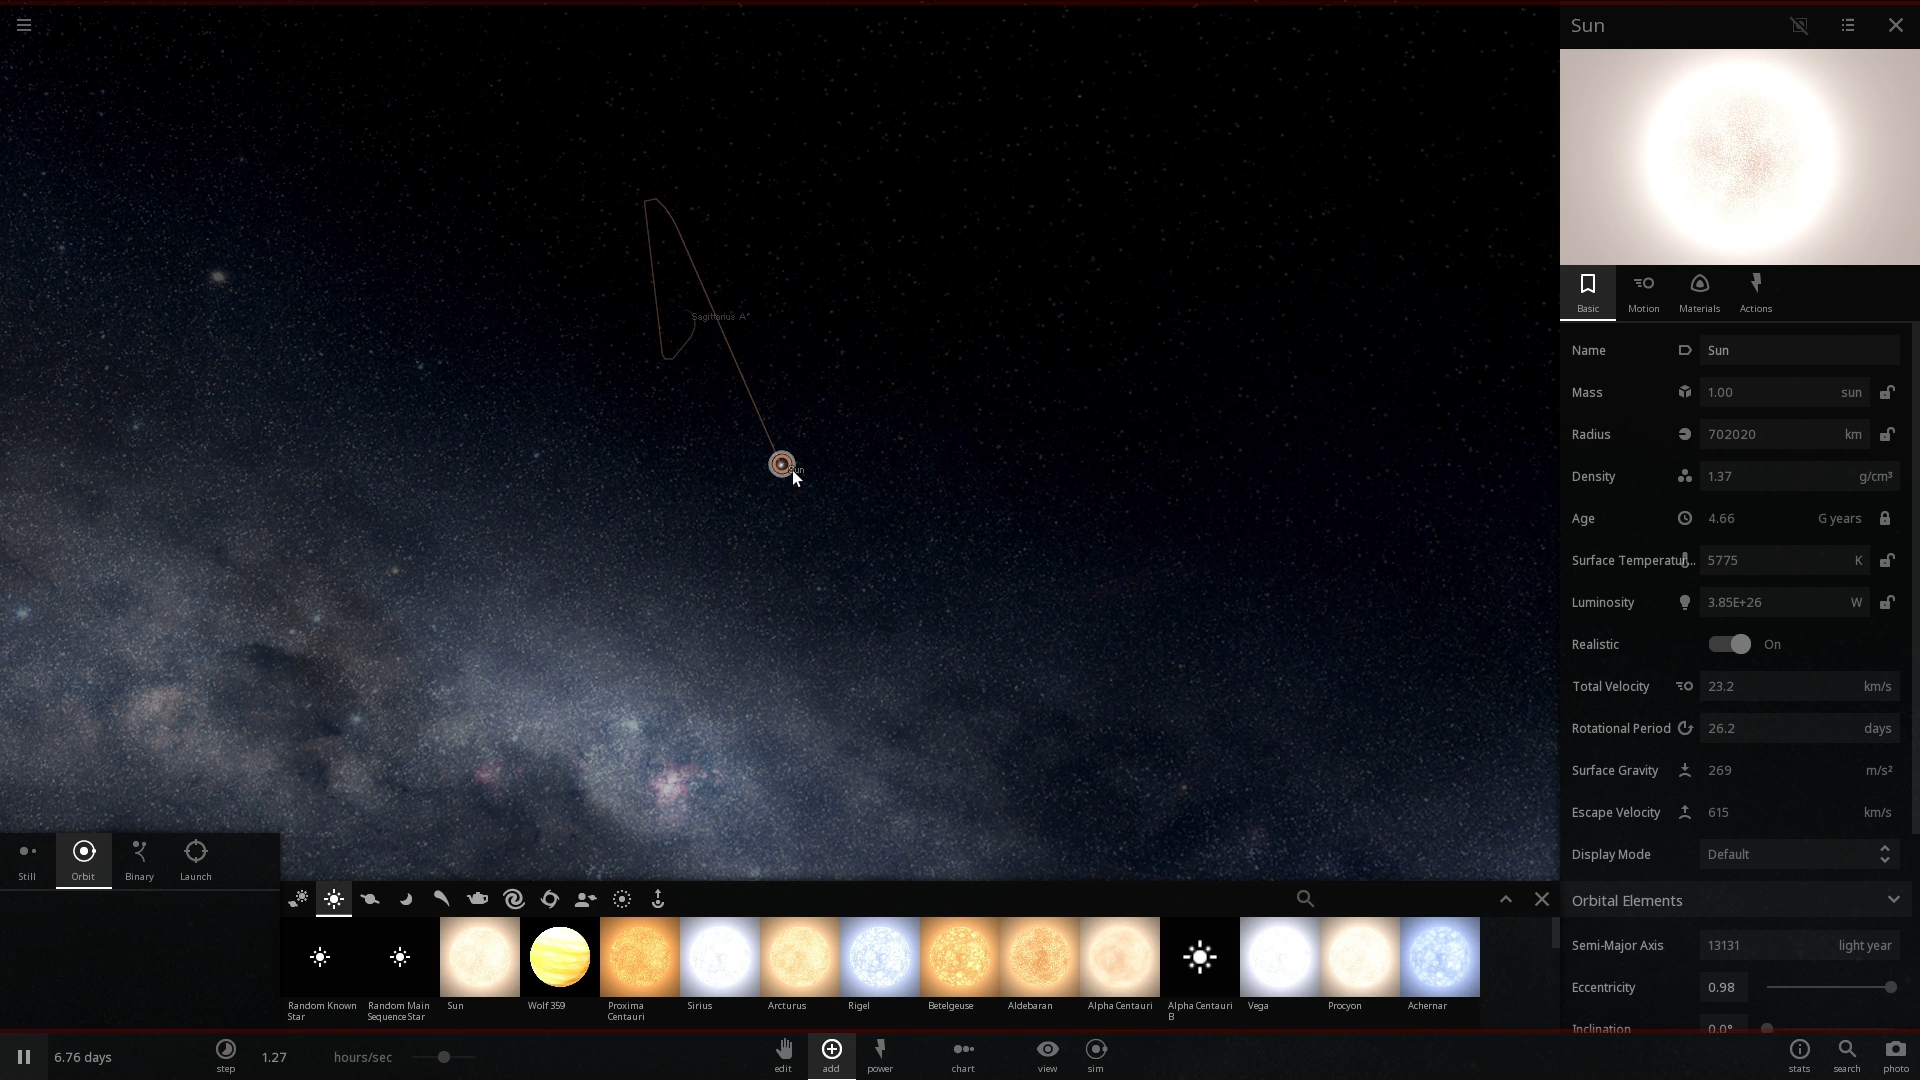 Sun
Sagittarius A*
Sun
Basic
Motion
Materials
Actions
Name Sun
Mass 1.00 sun
Radius 702020 km
Density 1.37 g/cm³
Age 4.66 G years
Surface Temperatur... 5775 K
Luminosity 3.85E+26 W
Realistic On
Total Velocity 23.2 km/s
Rotational Period 26.2 days
Surface Gravity 269 m/s²
Escape Velocity 615 km/s
Display Mode Default
Orbital Elements
Semi-Major Axis 13131 light year
Eccentricity 0.98
Inclination 0.0°
Still
Orbit
Binary
Launch
Random Known Star
Random Main Sequence Star
Sun
Wolf 359
Proxima Centauri
Sirius
Arcturus
Rigel
Betelgeuse
Aldebaran
Alpha Centauri
Alpha Centauri B
Vega
Procyon
Achernar
6.76 days
step
1.27 hours/sec
edit
add
power
chart
view
sim
stats
search
photo